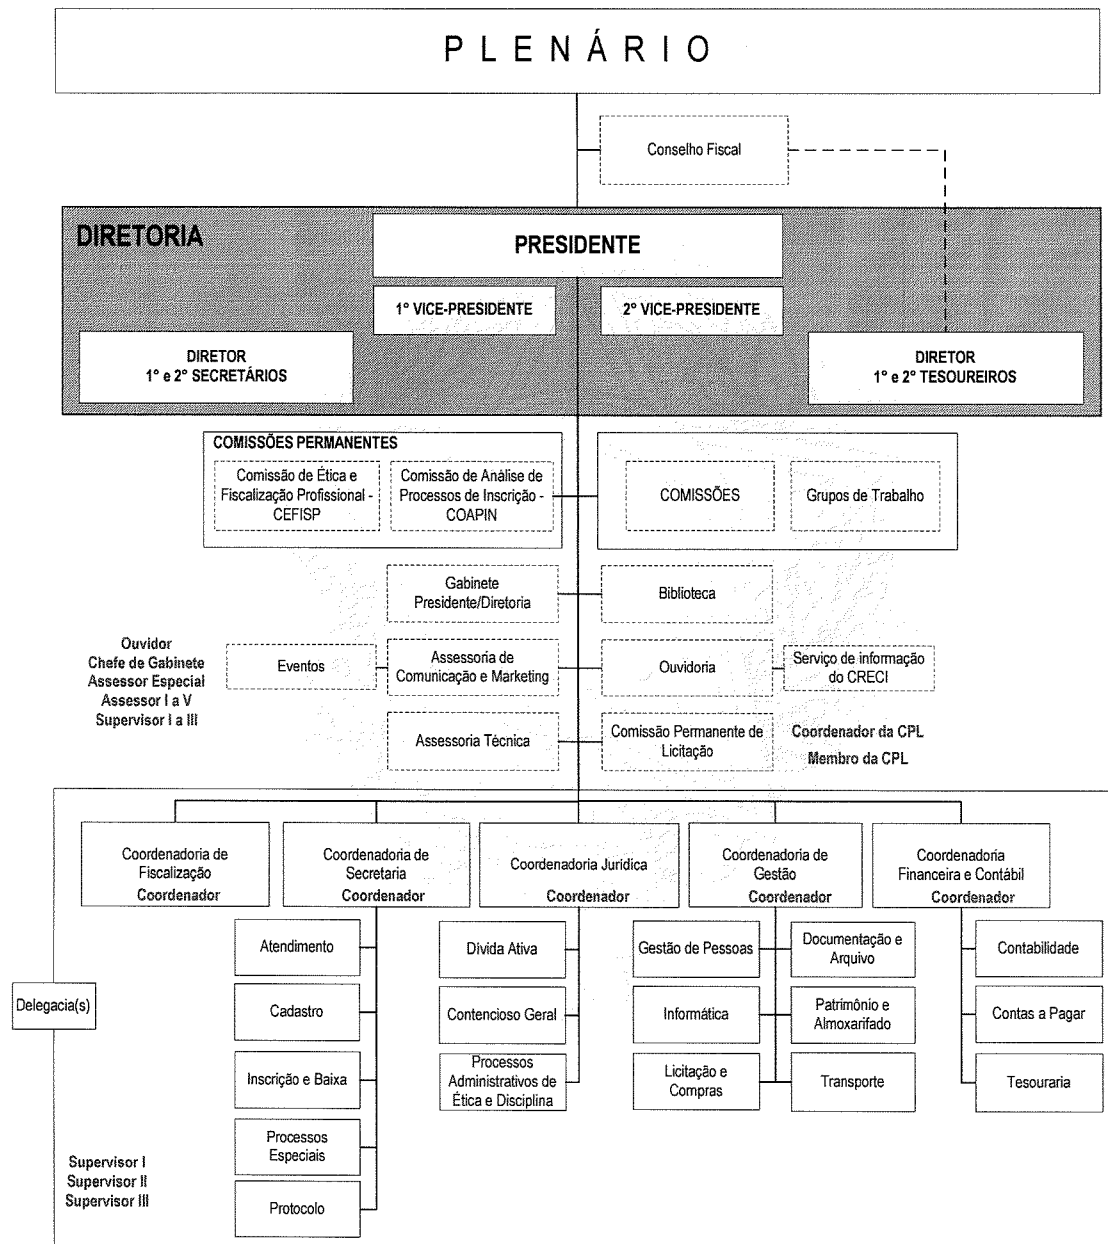 PLENÁRIO
Conselho Fiscal
DIRETORIA
PRESIDENTE
1° VICE-PRESIDENTE
2° VICE-PRESIDENTE
DIRETOR
1° e 2° SECRETÁRIOS
DIRETOR
1° e 2° TESOUREIROS
COMISSÕES PERMANENTES
Comissão de Ética e
Fiscalização Profissional -
CEFISP
Comissão de Análise de
Processos de Inscrição -
COAPIN
COMISSÕES
Grupos de Trabalho
Gabinete
Presidente/Diretoria
Biblioteca
Ouvidor
Chefe de Gabinete
Assessor Especial
Assessor I a V
Supervisor I a III
Eventos
Assessoria de
Comunicação e Marketing
Ouvidoria
Serviço de informação
do CRECI
Assessoria Técnica
Comissão Permanente de
Licitação
Coordenador da CPL
Membro da CPL
Coordenadoria de
Fiscalização
Coordenador
Coordenadoria de
Secretaria
Coordenador
Coordenadoria Jurídica
Coordenador
Coordenadoria de
Gestão
Coordenador
Coordenadoria
Financeira e Contábil
Coordenador
Delegacia(s)
Atendimento
Cadastro
Inscrição e Baixa
Processos
Especiais
Protocolo
Dívida Ativa
Contencioso Geral
Processos
Administrativos de
Ética e Disciplina
Gestão de Pessoas
Informática
Licitação e
Compras
Documentação e
Arquivo
Patrimônio e
Almoxarifado
Transporte
Contabilidade
Contas a Pagar
Tesouraria
Supervisor I
Supervisor II
Supervisor III